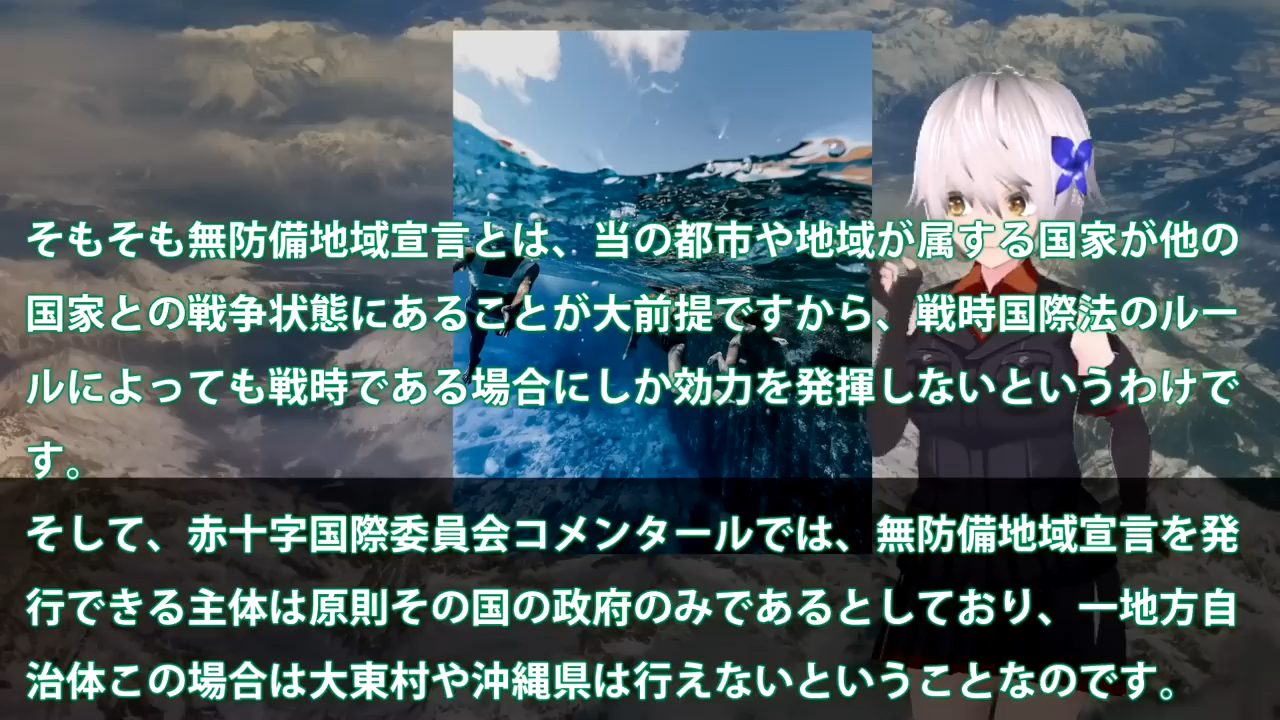 そもそも無防備地域宣言とは、当の都市や地域が属する国家が他の
国家との戦争状態にあることが大前提ですから、戦時国際法のルー
ルによっても戦時である場合にしか効力を発揮しないというわけで
す。
そして、赤十字国際委員会コメンタールでは、無防備地域宣言を発
行できる主体は原則その国の政府のみであるとしており、一地方自
治体この場合は大東村や沖縄県は行えないということなのです。